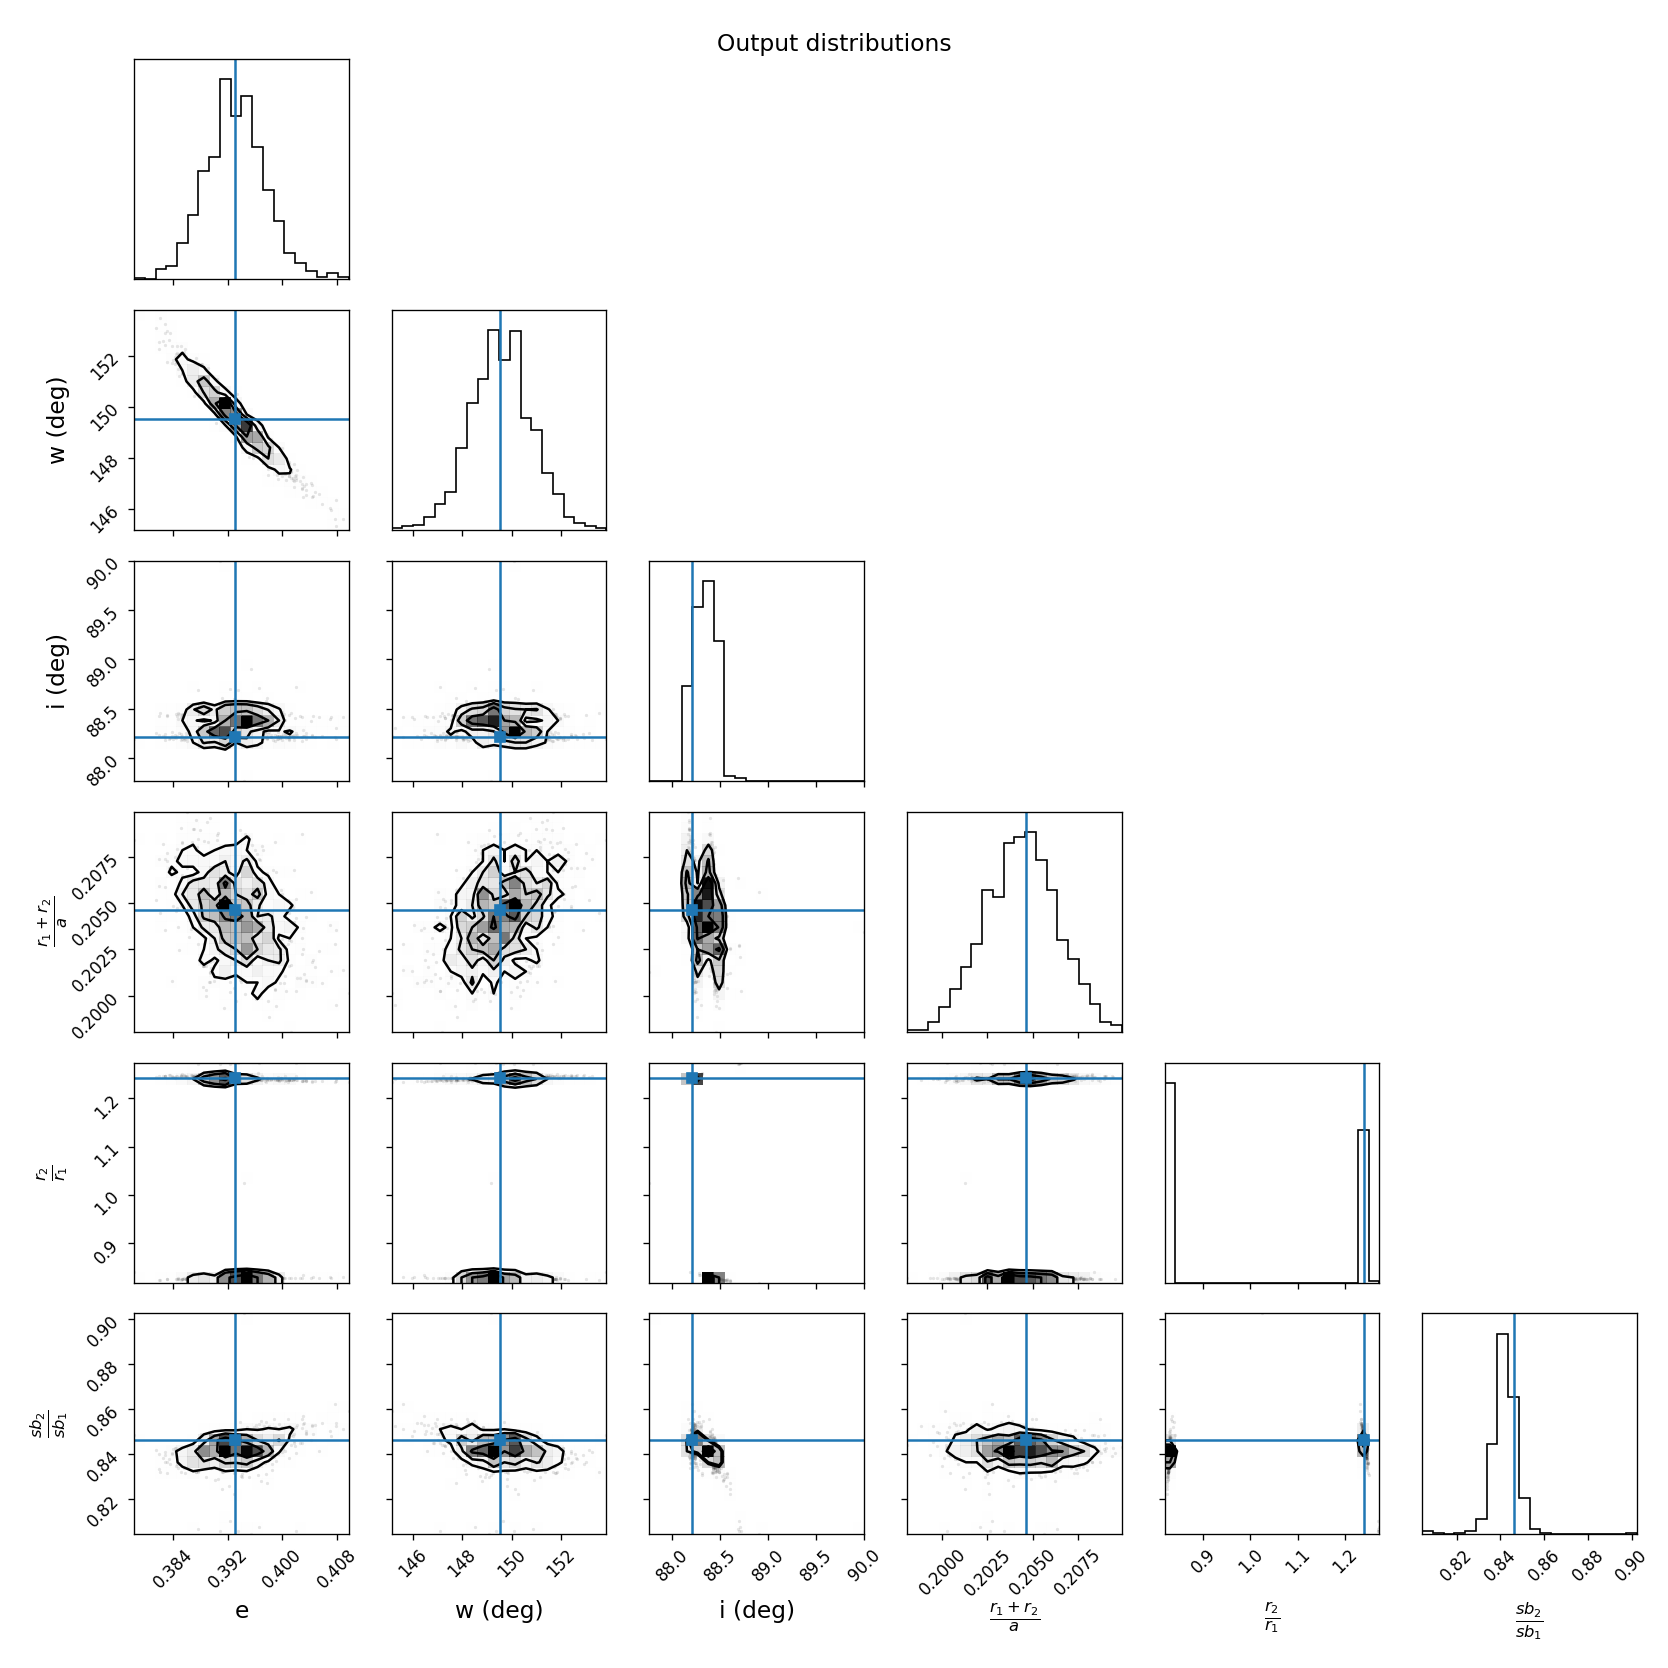 Output distributions
w (deg)
152
150
148
146
i (deg)
90.0
89.5
89.0
88.5
88.0
r₁ + r₂
a
0.2075
0.2050
0.2025
0.2000
r₂
r₁
1.2
1.1
1.0
0.9
sb₂
sb₁
0.90
0.88
0.86
0.84
0.82
0.384 0.392 0.400 0.408
146 148 150 152
88.0 88.5 89.0 89.5 90.0
0.2000 0.2025 0.2050 0.2075
0.9 1.0 1.1 1.2
0.82 0.84 0.86 0.88 0.90
e
w (deg)
i (deg)
r₁ + r₂
a
r₂
r₁
sb₂
sb₁